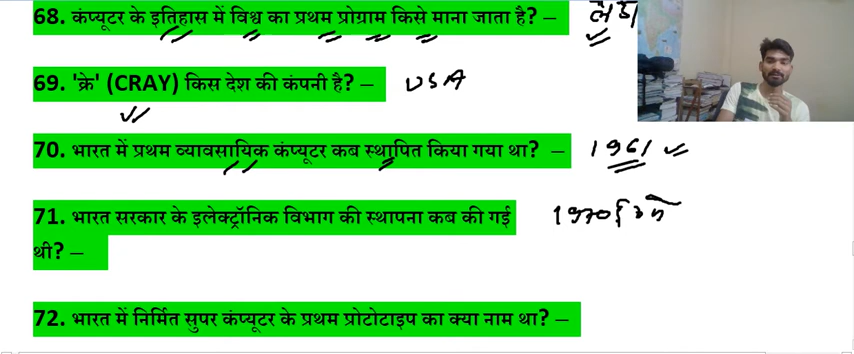 68. कंप्यूटर के इतिहास में विश्व का प्रथम प्रोग्राम किसे माना जाता है? –
69. 'क्रे' (CRAY) किस देश की कंपनी है? – USA
70. भारत में प्रथम व्यावसायिक कंप्यूटर कब स्थापित किया गया था? – 1961
71. भारत सरकार के इलेक्ट्रॉनिक विभाग की स्थापना कब की गई 1970
थी? –
72. भारत में निर्मित सुपर कंप्यूटर के प्रथम प्रोटोटाइप का क्या नाम था? –